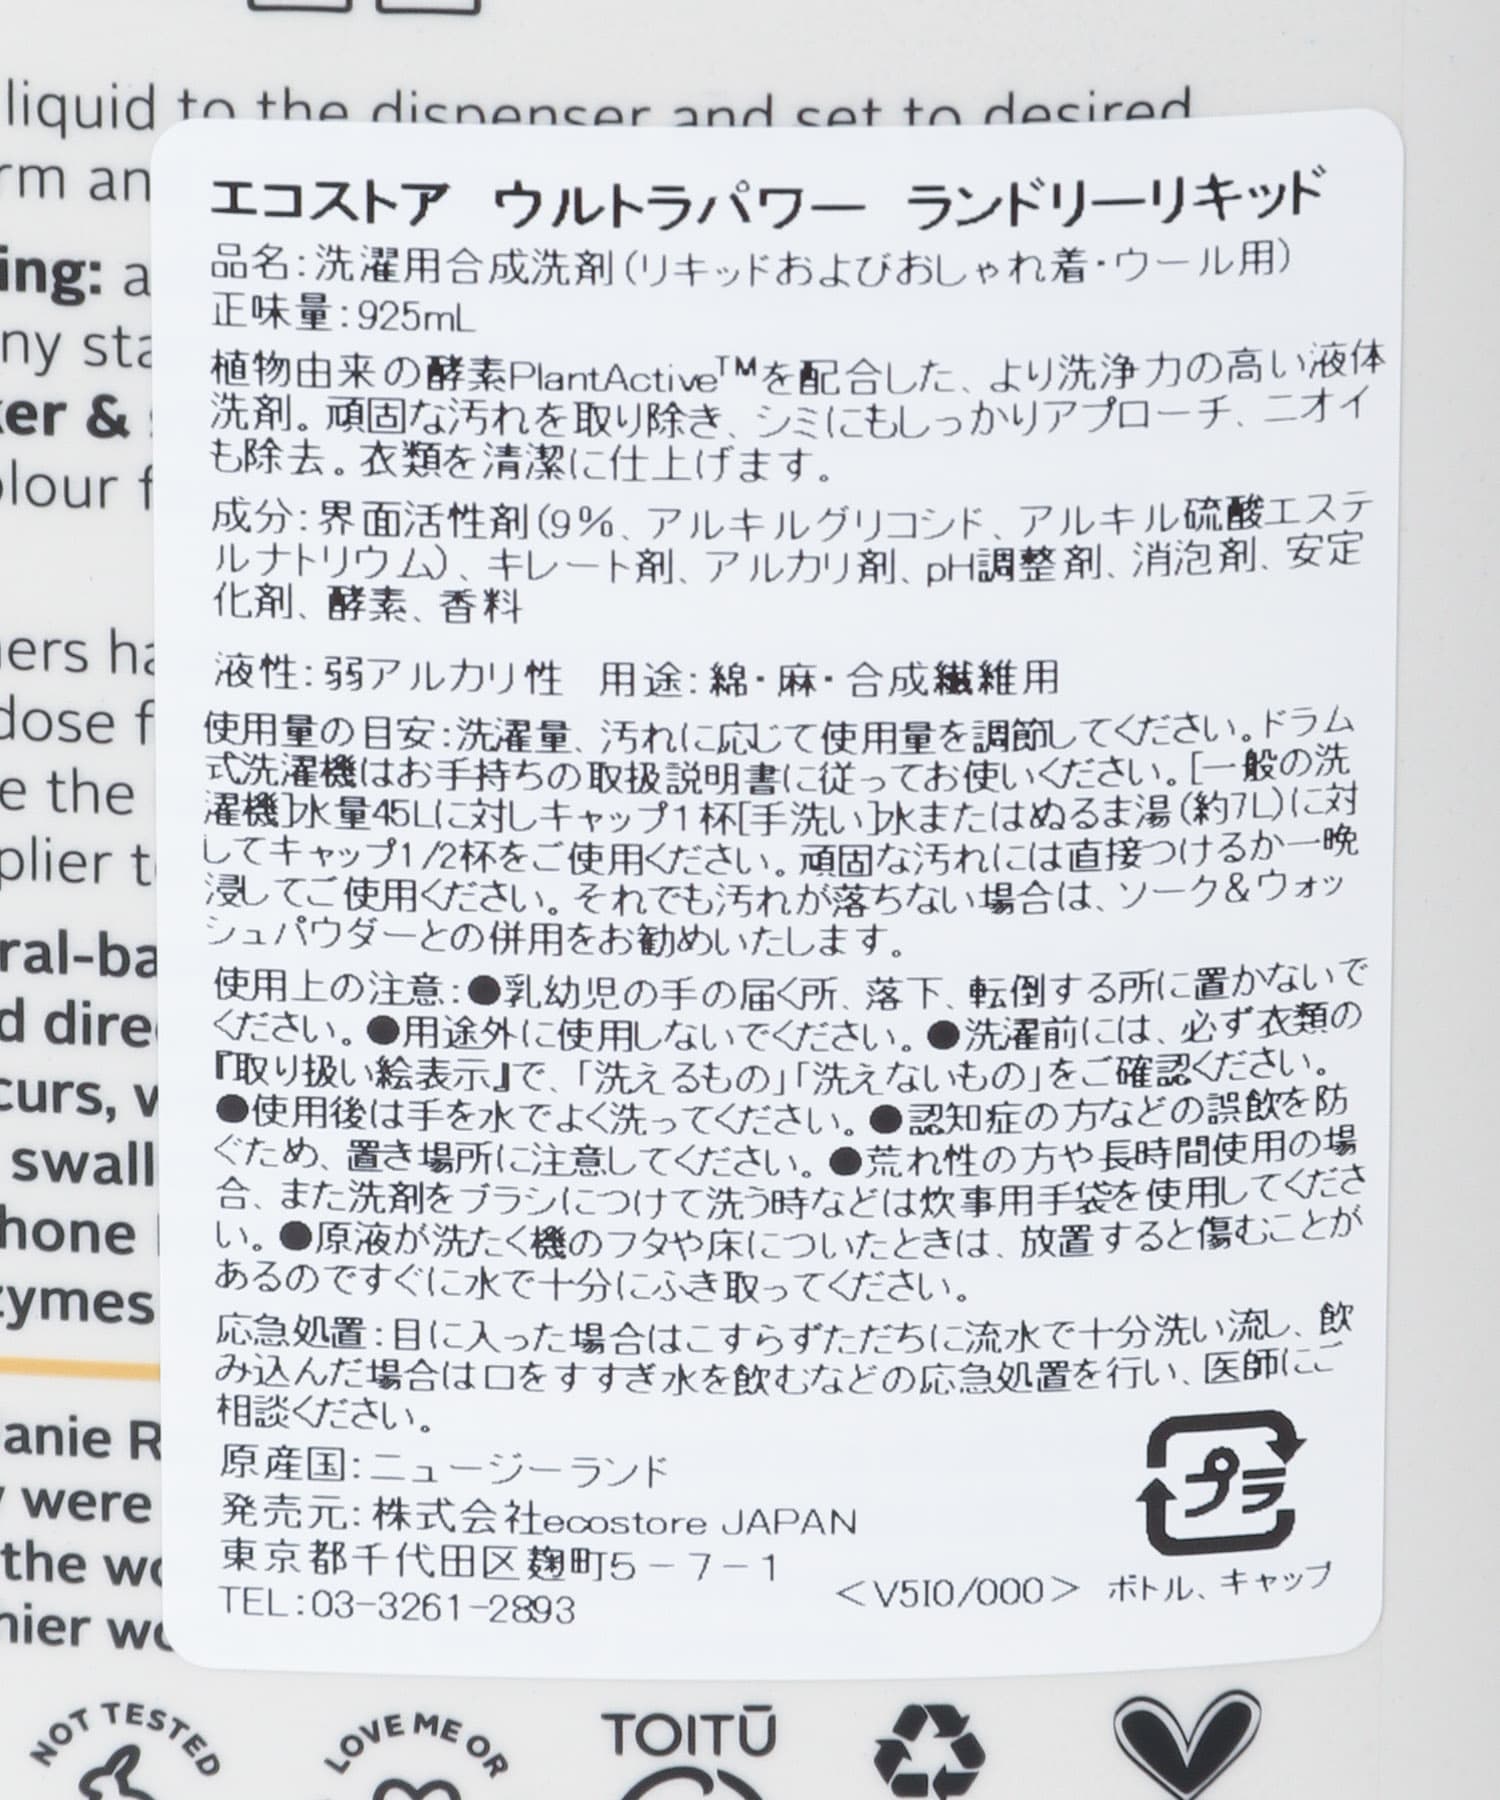 liquid to the dispenser and set to desired
rm an
ing: a
ny sta
ker &
olour f
ers ha
dose f
e the
plier t
ral-ba
d dire
curs, w
swall
hone
zymes
anie R
were
the wo
nier wo
エコストア ウルトラパワー ランドリーリキッド
品名:洗濯用合成洗剤(リキッドおよびおしゃれ着・ウール用)
正味量:925mL
植物由来の酵素PlantActive™を配合した、より洗浄力の高い液体
洗剤。頑固な汚れを取り除き、シミにもしっかりアプローチ、ニオイ
も除去。衣類を清潔に仕上げます。
成分:界面活性剤(9%、アルキルグリコシド、アルキル硫酸エステ
ルナトリウム)、キレート剤、アルカリ剤、pH調整剤、消泡剤、安定
化剤、酵素、香料
液性:弱アルカリ性 用途:綿・麻・合成繊維用
使用量の目安:洗濯量、汚れに応じて使用量を調節してください。ドラム
式洗濯機はお手持ちの取扱説明書に従ってお使いください。[一般の洗
濯機]水量45Lに対しキャップ1杯[手洗い]水またはぬるま湯(約7L)に対
してキャップ1/2杯をご使用ください。頑固な汚れには直接つけるか一晩
浸してご使用ください。それでも汚れが落ちない場合は、ソーク&ウォッ
シュパウダーとの併用をお勧めいたします。
使用上の注意:●乳幼児の手の届く所、落下、転倒する所に置かないで
ください。●用途外に使用しないでください。●洗濯前には、必ず衣類の
『取り扱い絵表示』で、「洗えるもの」「洗えないもの」をご確認ください。
●使用後は手を水でよく洗ってください。●認知症の方などの誤飲を防
ぐため、置き場所に注意してください。●荒れ性の方や長時間使用の場
合、また洗剤をブラシにつけて洗う時などは炊事用手袋を使用してくださ
い。●原液が洗たく機のフタや床についたときは、放置すると傷むことが
あるのですぐに水で十分にふき取ってください。
応急処置:目に入った場合はこすらずただちに流水で十分洗い流し、飲
み込んだ場合は口をすすぎ水を飲むなどの応急処置を行い、医師にご
相談ください。
原産国:ニュージーランド
発売元:株式会社ecostore JAPAN
東京都千代田区麹町5-7-1
TEL:03-3261-2893
<V5I0/000>
プラ
ボトル、キャップ
NOT TESTED
LOVE ME OR
TOITŪ